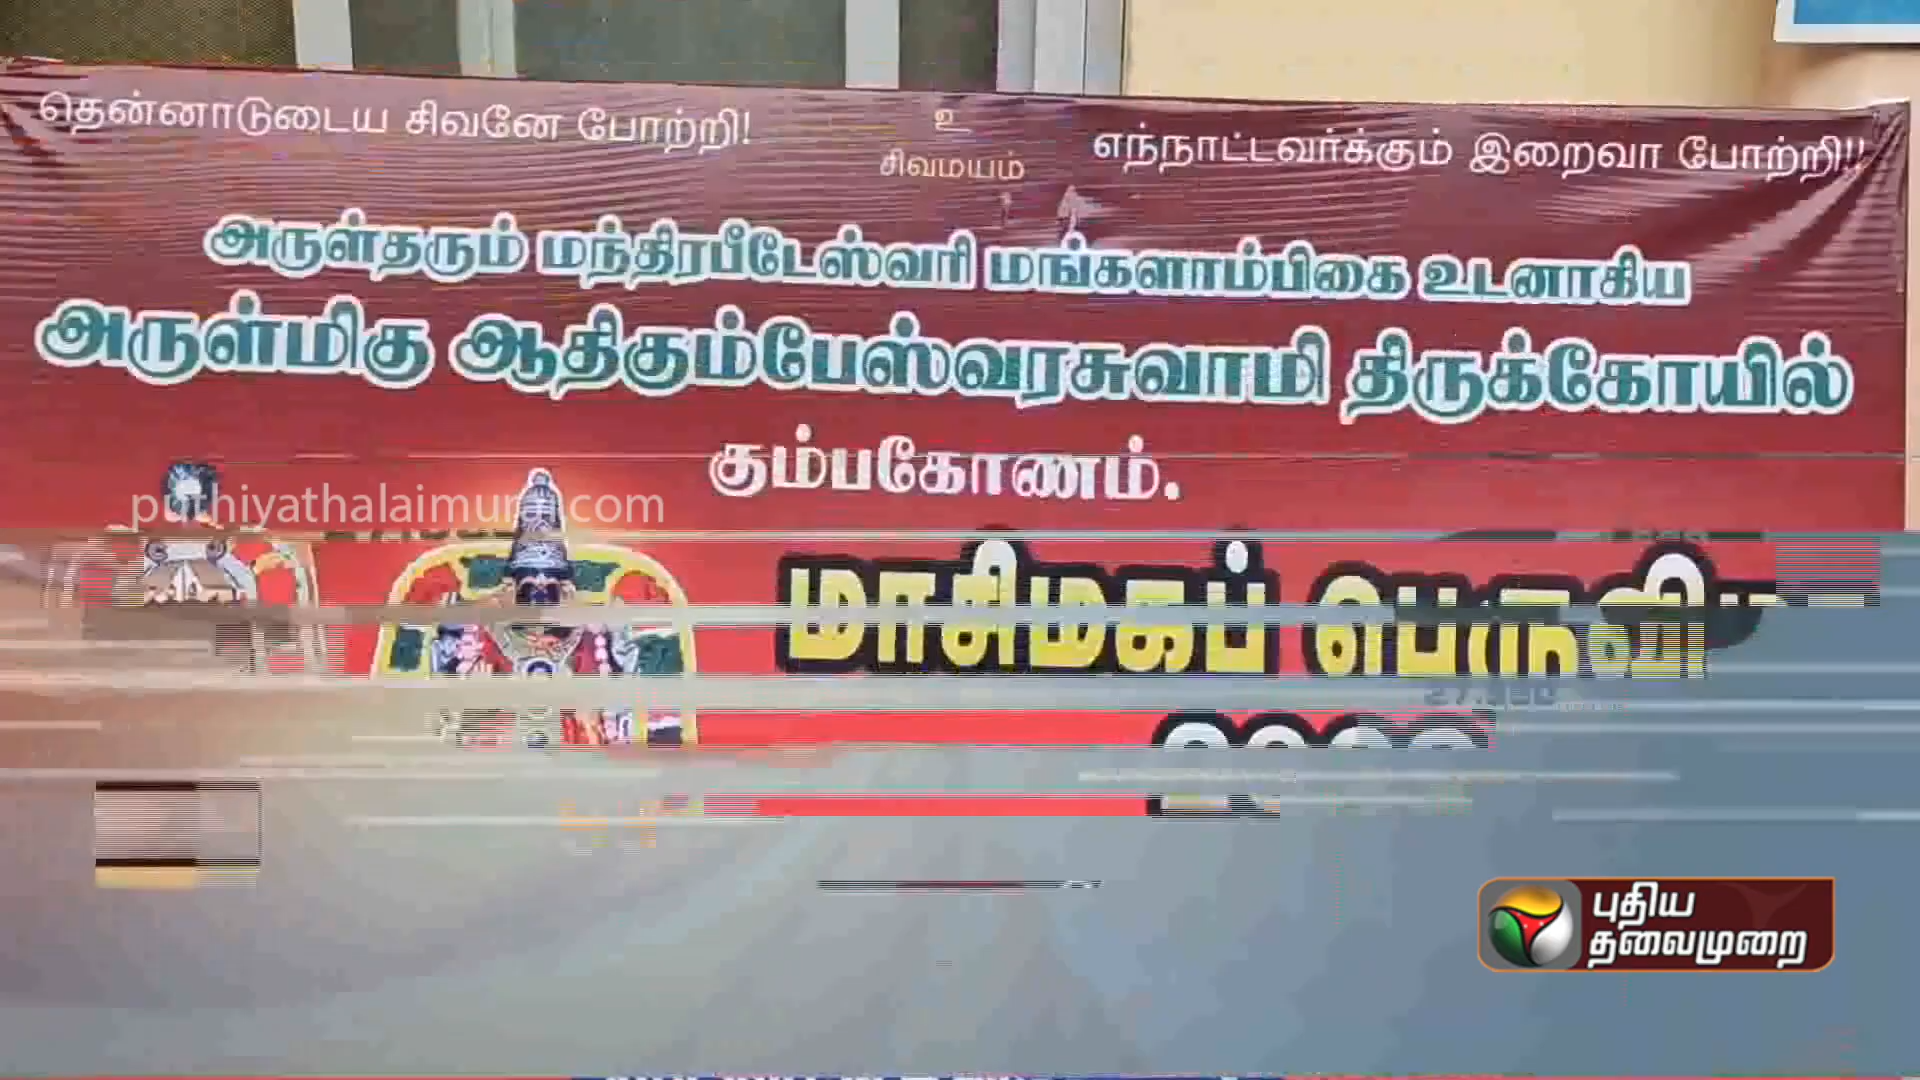 தென்னாடுடைய சிவனே போற்றி!
உ
சிவமயம்
எந்நாட்டவர்க்கும் இறைவா போற்றி!!
அருள்தரும் மந்திரபீடேஸ்வரி மங்களாம்பிகை உடனாகிய
அருள்மிகு ஆதிகும்பேஸ்வரசுவாமி திருக்கோயில்
கும்பகோணம்.
puthiyathalaimurai.com
மாசிமகப்
புதிய
தலைமுறை